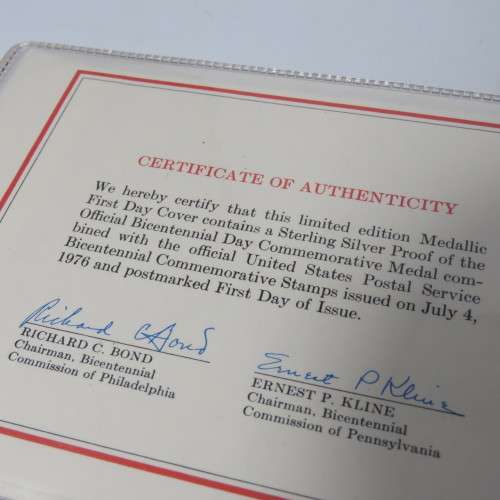 CERTIFICATE OF AUTHENTICITY
We hereby certify that this limited edition Medallic
First Day Cover contains a Sterling Silver Proof of the
Official Bicentennial Day Commemorative Medal com-
bined with the official United States Postal Service
Bicentennial Commemorative Stamps issued on July 4,
1976 and postmarked First Day of Issue.
Richard C Bond
RICHARD C. BOND
Chairman, Bicentennial
Commission of Philadelphia
Ernest P Kline
ERNEST P. KLINE
Chairman, Bicentennial
Commission of Pennsylvania